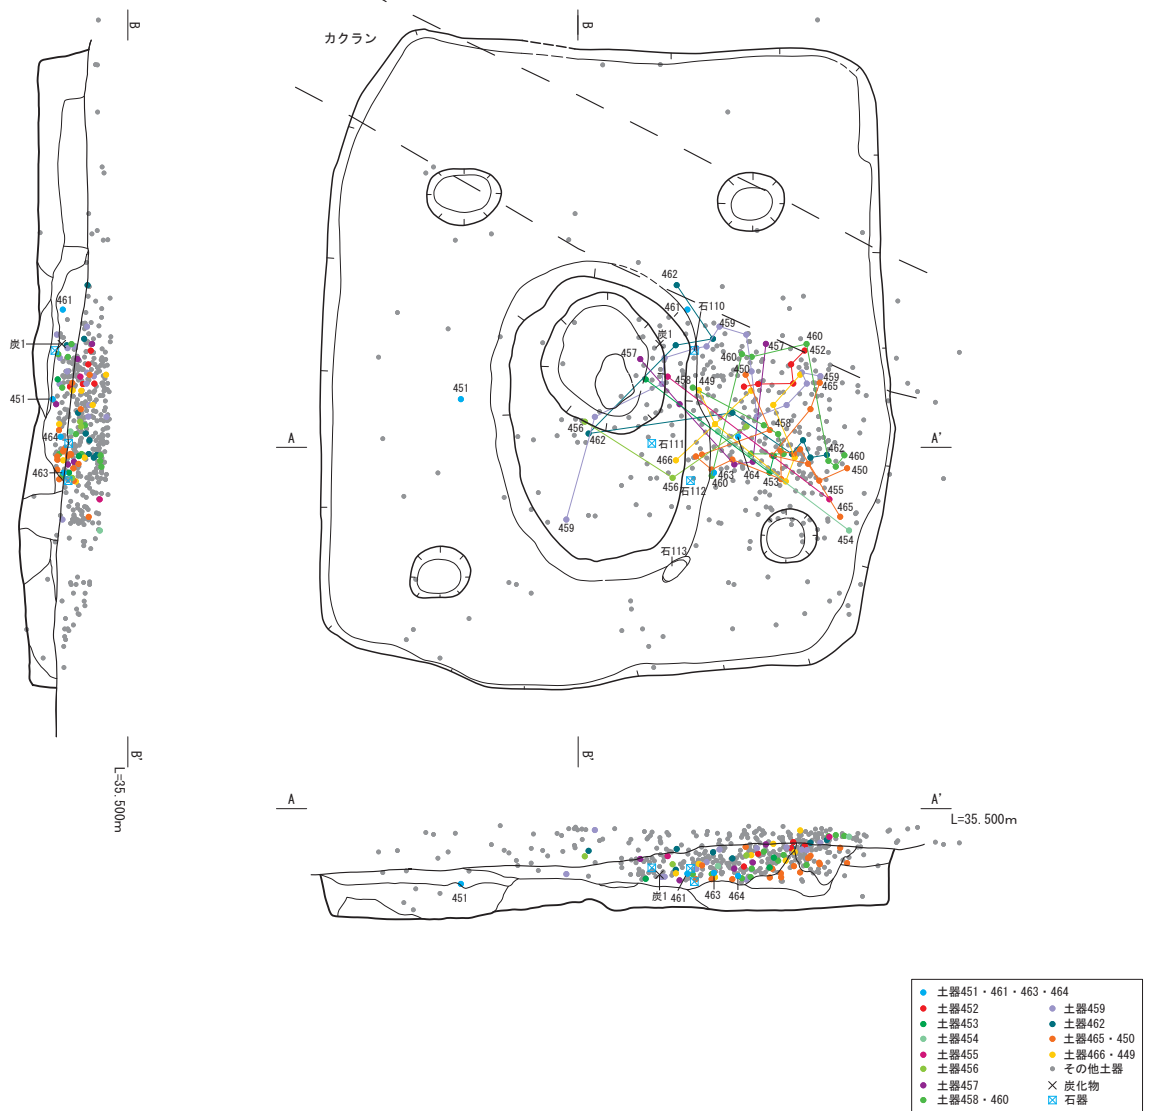 B
B
カクラン
462
461
石110
459
461
炭1
炭1
457
457
460
452
460
450
458
449
459
465
451
451
456
462
458
A
A'
464
石111
462
460
466
463
464
453
450
463
456
石112
460
455
465
459
454
石113
B'
B'
L=35.500m
A
A'
L=35.500m
451
炭1
461
463
464
土器451・461・463・464
土器452
土器459
土器453
土器462
土器454
土器465・450
土器455
土器466・449
土器456
その他土器
土器457
炭化物
土器458・460
石器